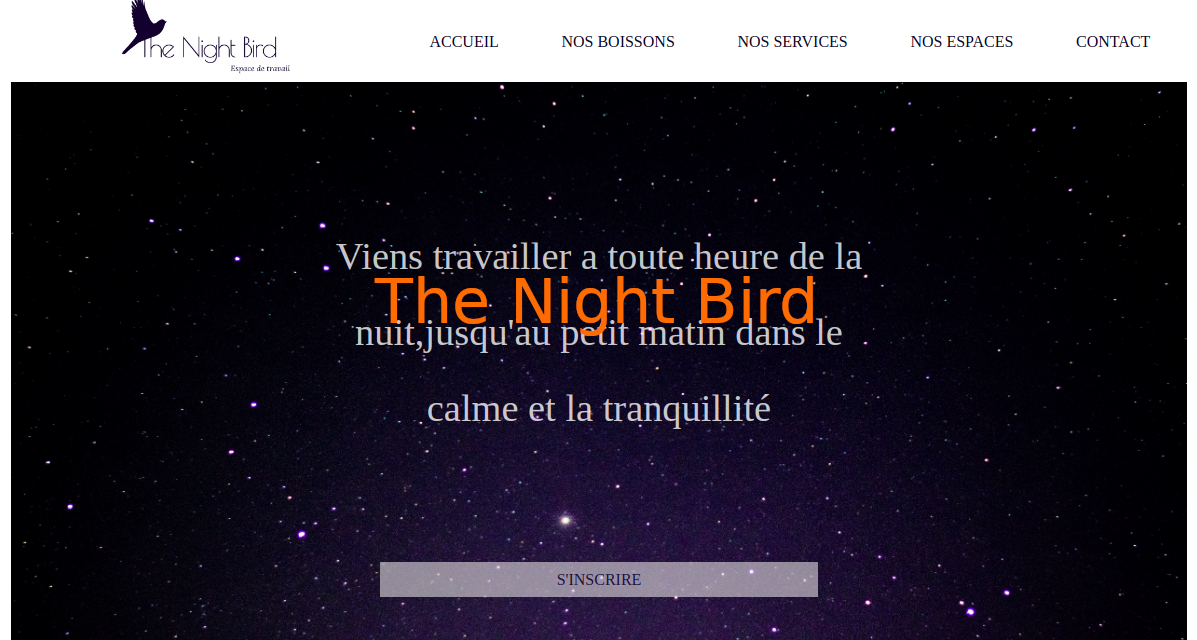 The Night Bird
Espace de travail
ACCUEIL
NOS BOISSONS
NOS SERVICES
NOS ESPACES
CONTACT
Viens travailler a toute heure de la
The Night Bird
nuit,jusqu'au petit matin dans le
calme et la tranquillité
S'INSCRIRE